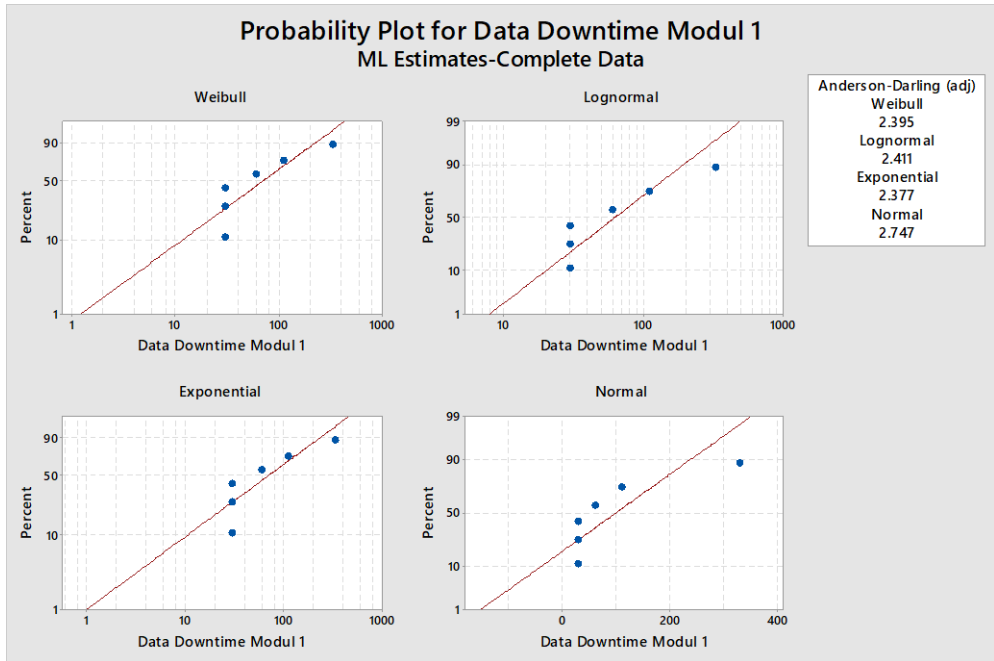 Probability Plot for Data Downtime Modul 1
ML Estimates-Complete Data
Weibull
Percent
90
50
10
1
1 10 100 1000
Data Downtime Modul 1
Lognormal
Percent
99
90
50
10
1
10 100 1000
Data Downtime Modul 1
Anderson-Darling (adj)
Weibull
2.395
Lognormal
2.411
Exponential
2.377
Normal
2.747
Exponential
Percent
90
50
10
1
1 10 100 1000
Data Downtime Modul 1
Normal
Percent
99
90
50
10
1
0 200 400
Data Downtime Modul 1